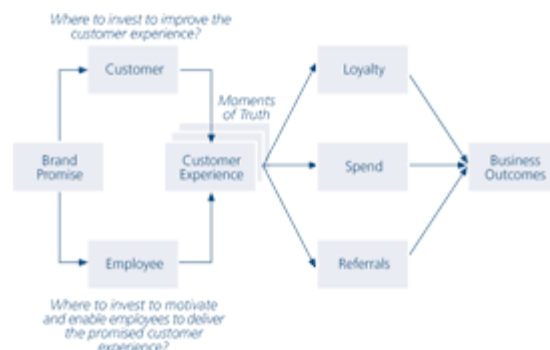 Where to invest to improve the
customer experience?
Customer
Loyalty
Moments
of Truth
Brand
Promise
Customer
Experience
Spend
Business
Outcomes
Employee
Referrals
Where to invest to motivate
and enable employees to deliver
the promised customer
experience?